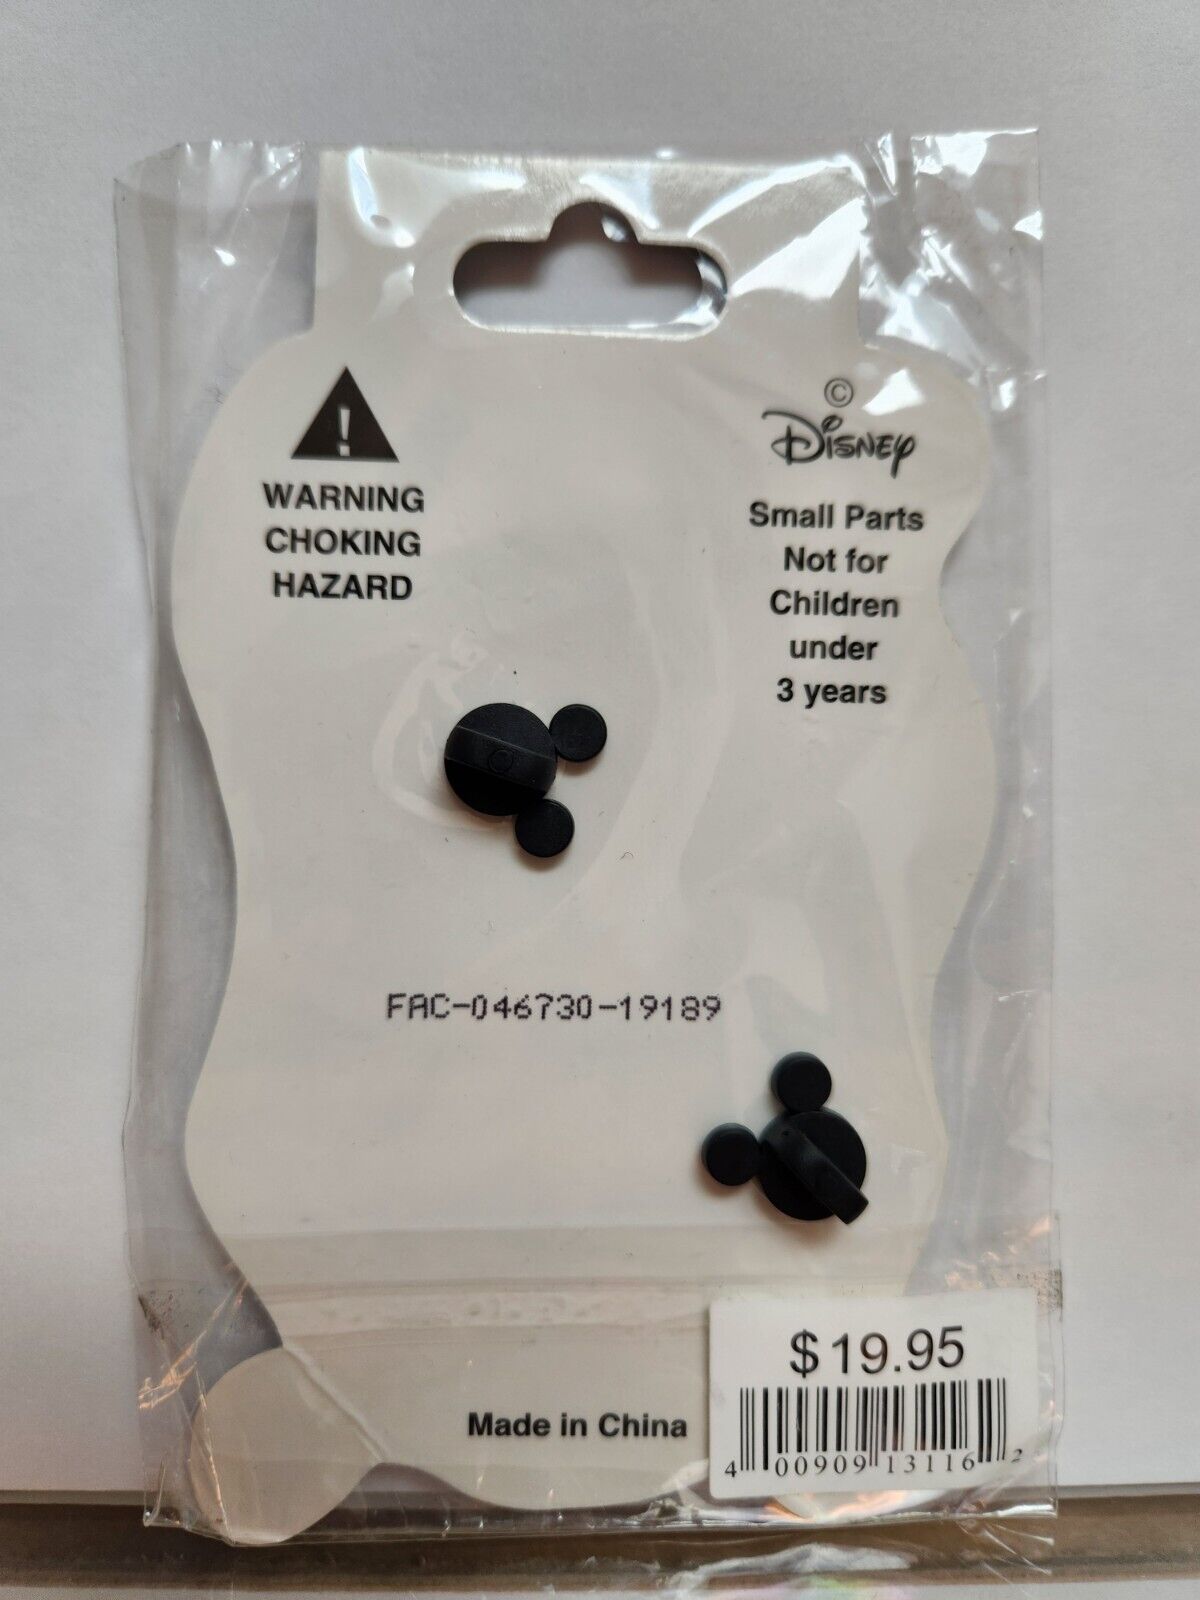 !
WARNING
CHOKING
HAZARD
©
Disney
Small Parts
Not for
Children
under
3 years
FAC-046730-19189
$19.95
4 00909 13116 2
Made in China